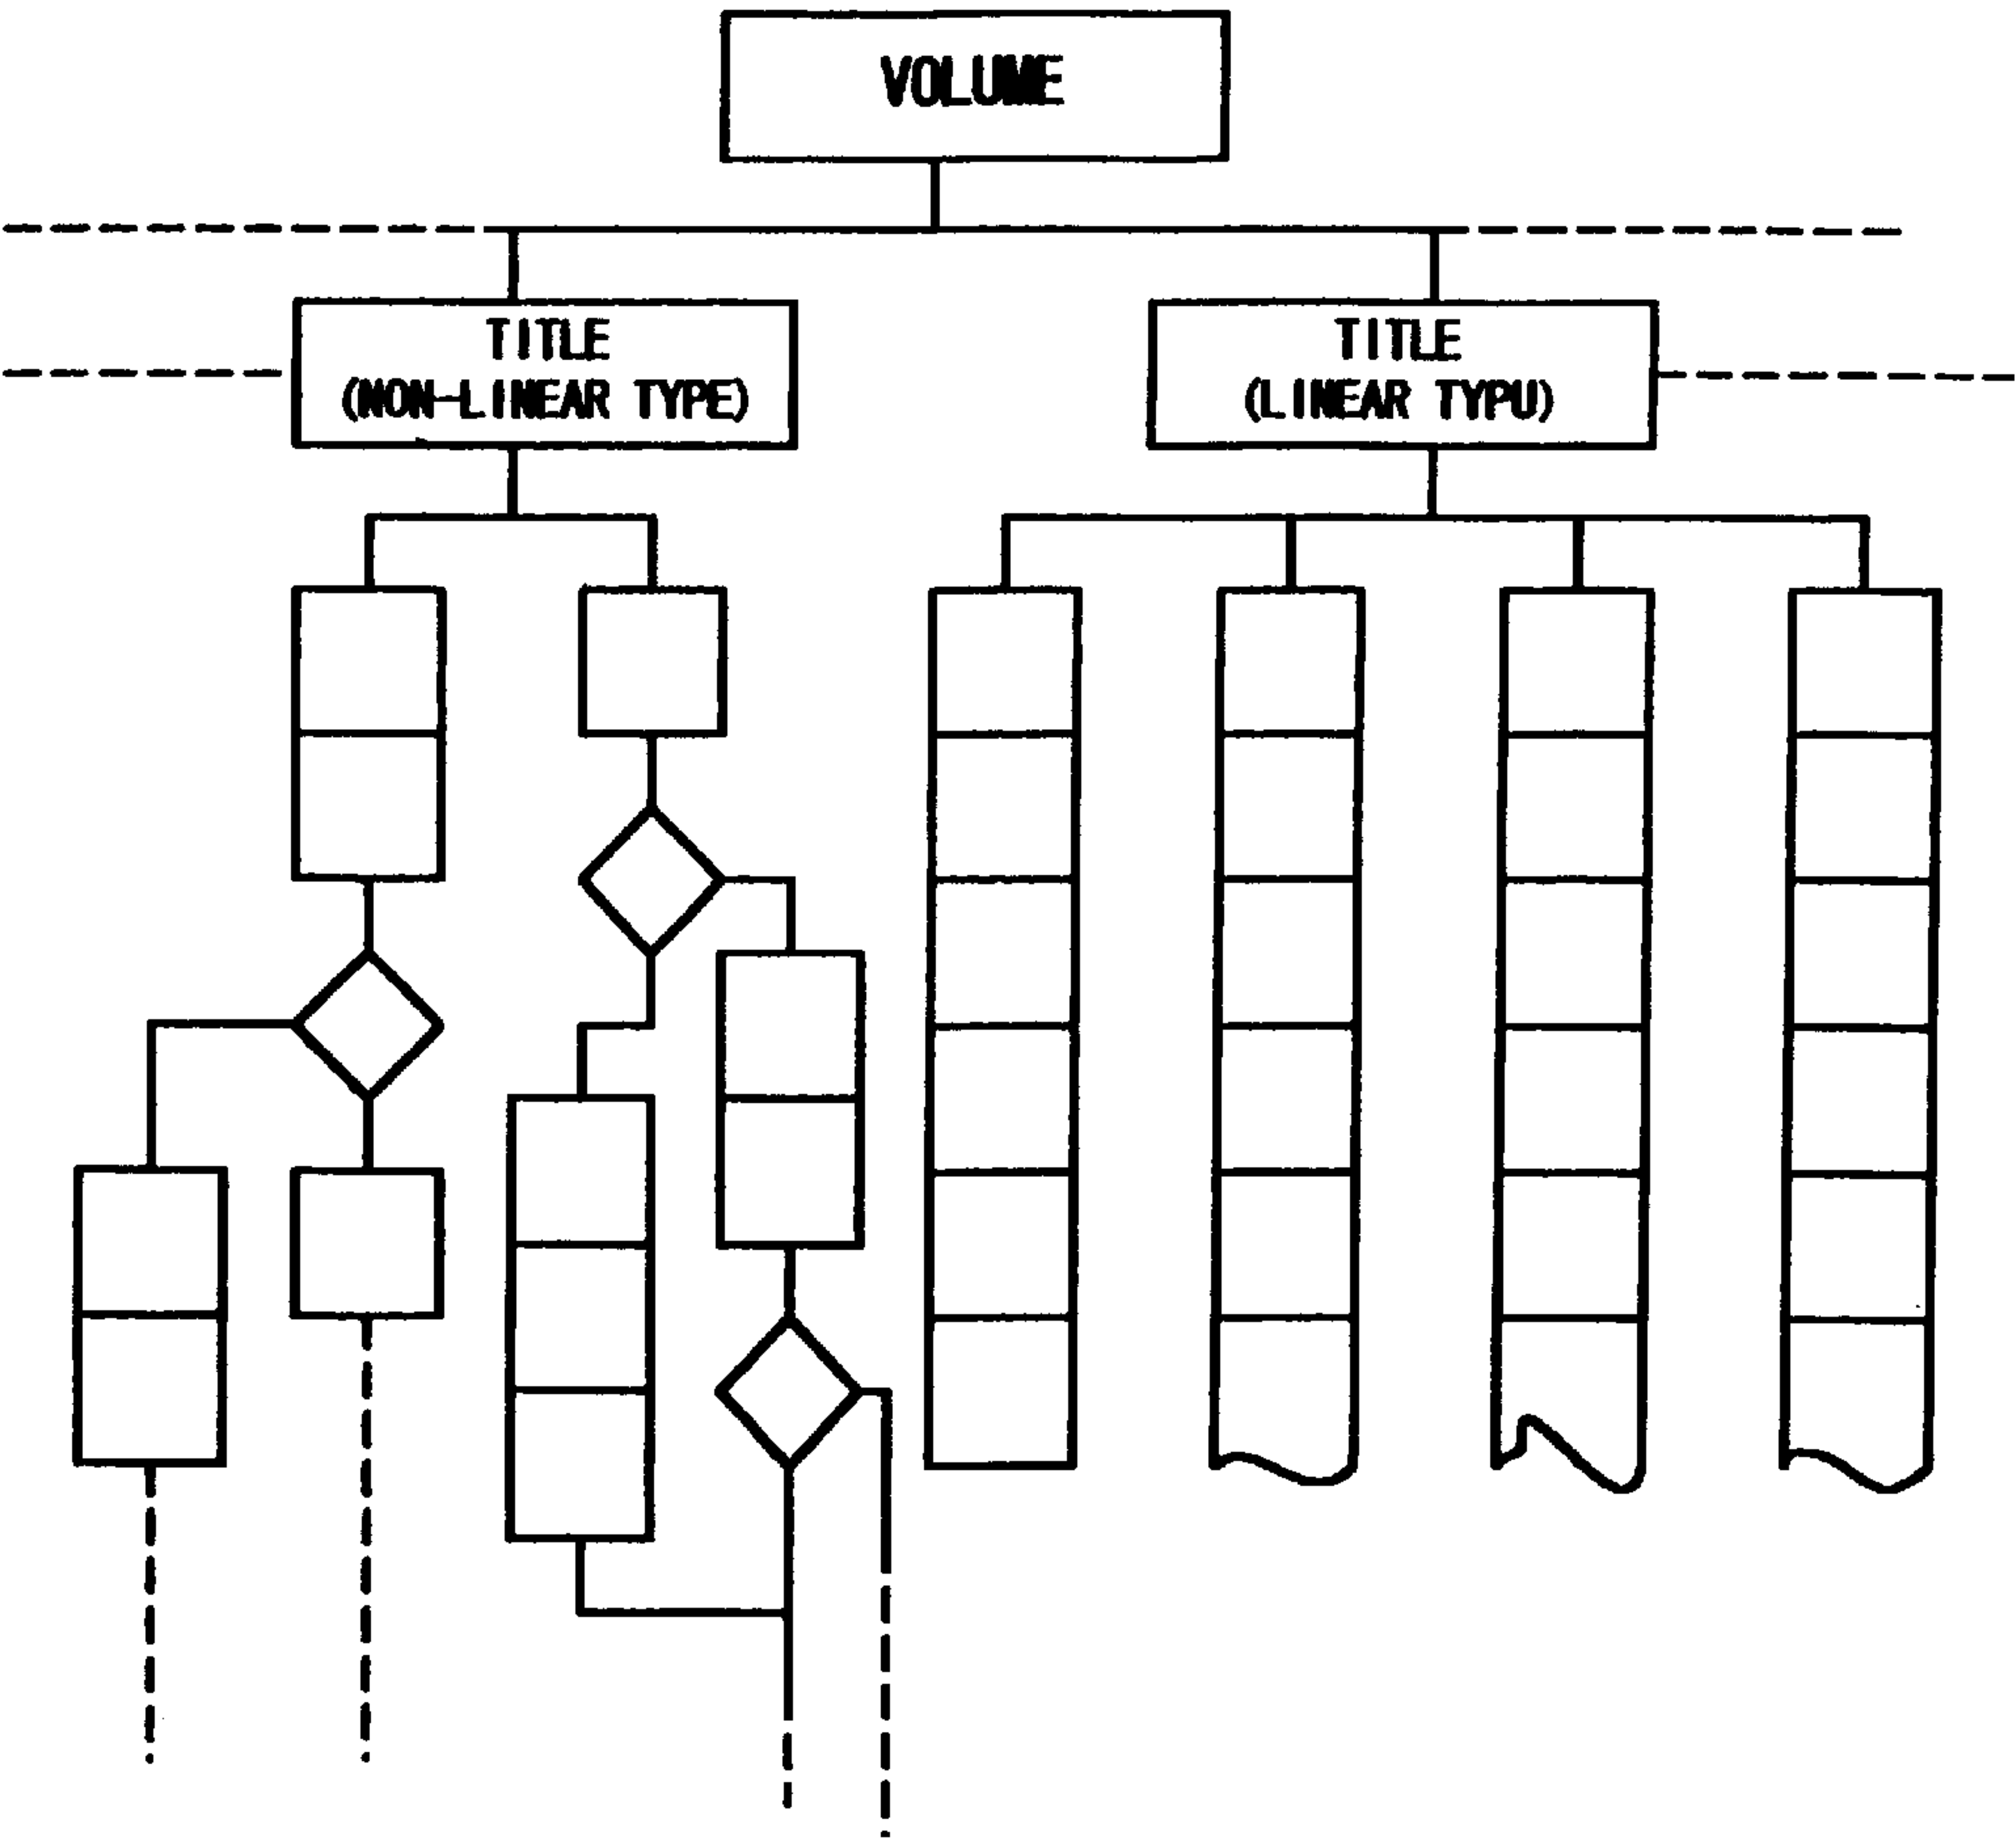 VOLUME
TITLE
(NON-LINEAR TYPE)
TITLE
(LINEAR TYPU)